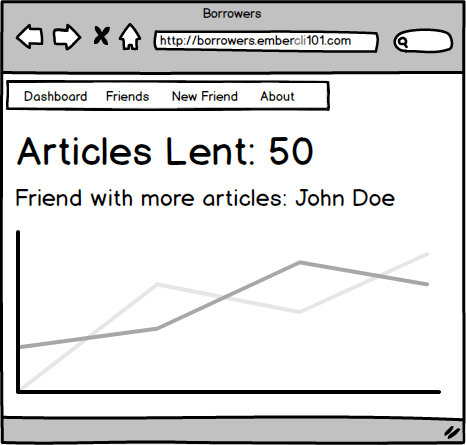 Borrowers
http://borrowers.embercli101.com
Dashboard Friends New Friend About
Articles Lent: 50
Friend with more articles: John Doe